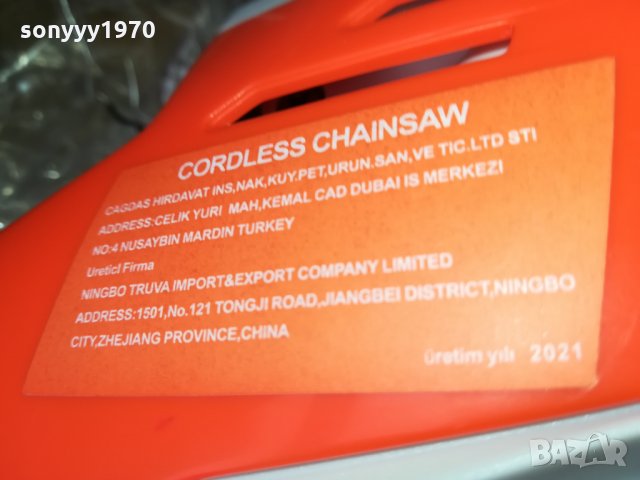 sonyyy1970
CORDLESS CHAINSAW
CAGDAS HIRDAVAT INS,NAK,KUY.PET,URUN.SAN,VE TIC.LTD STI
ADDRESS:CELIK YURI MAH,KEMAL CAD DUBAI IS MERKEZI
NO:4 NUSAYBIN MARDIN TURKEY
Uretici Firma
NINGBO TRUVA IMPORT&EXPORT COMPANY LIMITED
ADDRESS:1501,No.121 TONGJI ROAD,JIANGBEI DISTRICT,NINGBO
CITY,ZHEJIANG PROVINCE,CHINA
üretim yılı 2021
BAZAR